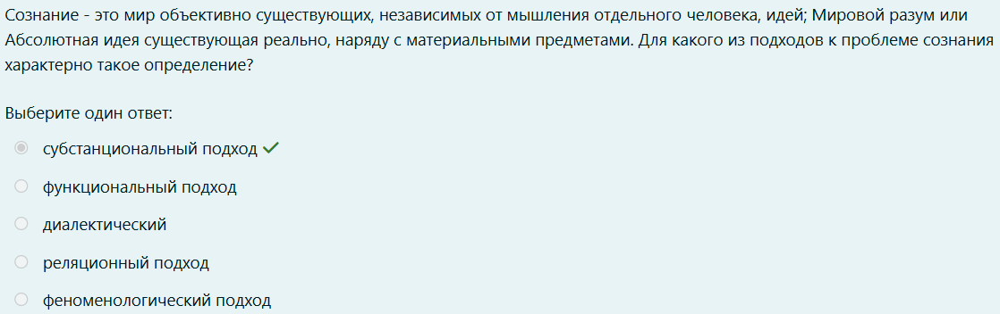 Сознание - это мир объективно существующих, независимых от мышления отдельного человека, идей; Мировой разум или
Абсолютная идея существующая реально, наряду с материальными предметами. Для какого из подходов к проблеме сознания
характерно такое определение?
Выберите один ответ:
субстанциональный подход
функциональный подход
диалектический
реляционный подход
феноменологический подход